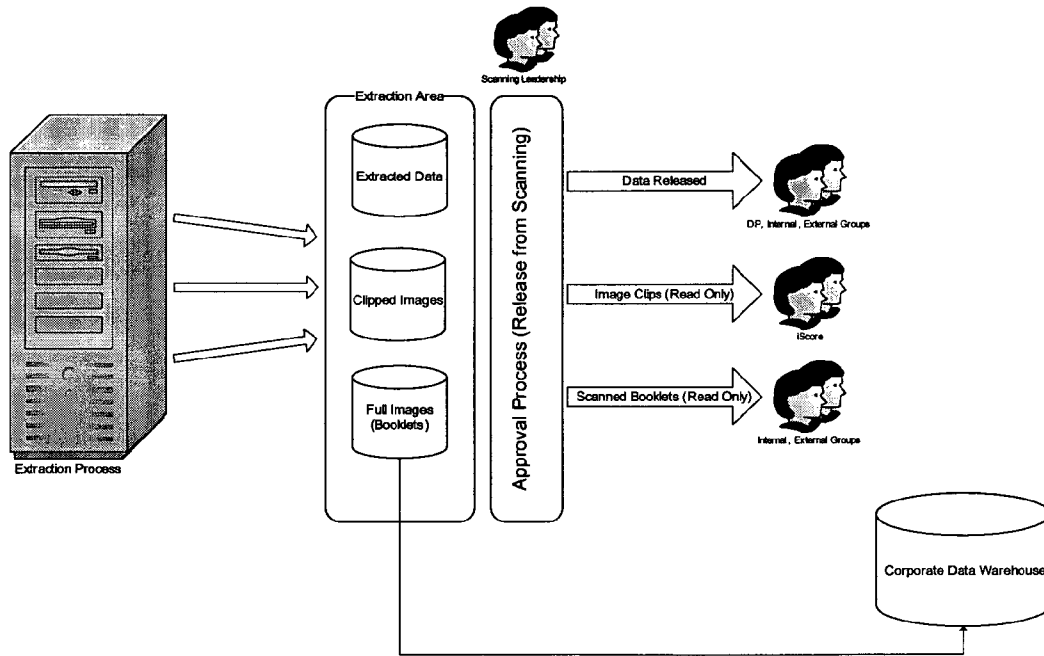 Scanning Leadership
Extraction Area
Extracted Data
Clipped Images
Full Images
(Booklets)
Extraction Process
Approval Process (Release from Scanning)
Data Released
DP, Internal , External Groups
Image Clips (Read Only)
iScore
Scanned Booklets (Read Only)
Internal , External Groups
Corporate Data Warehouse